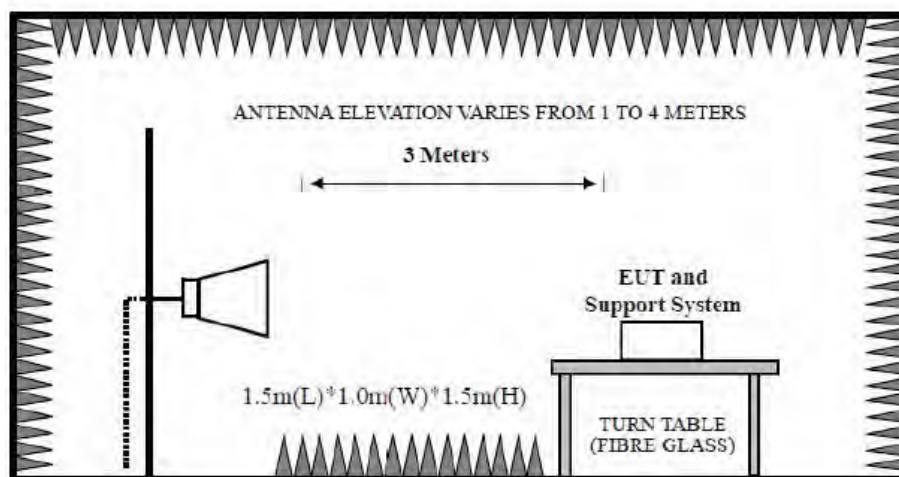 ANTENNA ELEVATION VARIES FROM 1 TO 4 METERS
3 Meters
EUT and
Support System
1.5m(L)*1.0m(W)*1.5m(H)
TURN TABLE
(FIBRE GLASS)